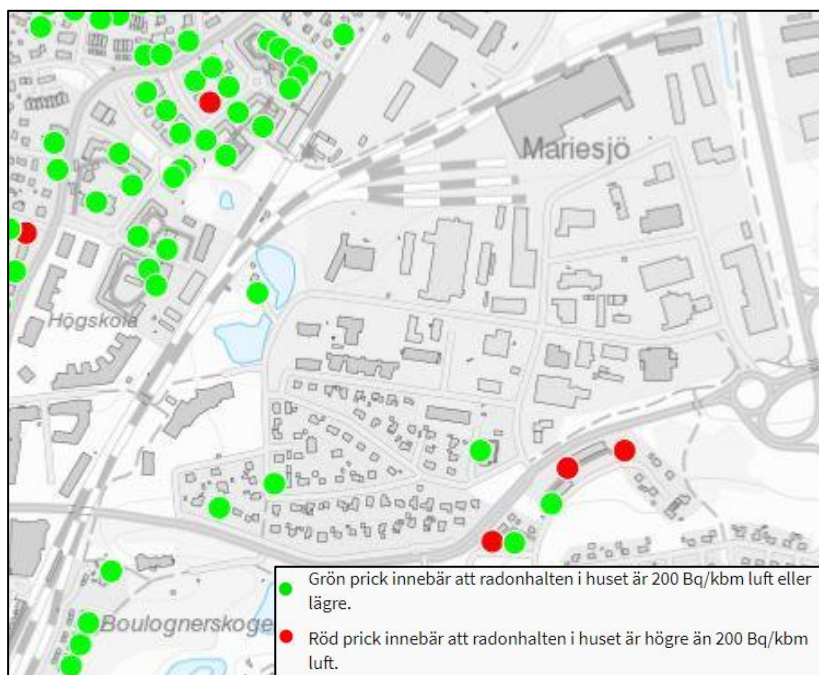 Mariesjö
Högskola
Boulognerskoge
Grön prick innebär att radonhalten i huset är 200 Bq/kbm luft eller
lägre.
Röd prick innebär att radonhalten i huset är högre än 200 Bq/kbm
luft.